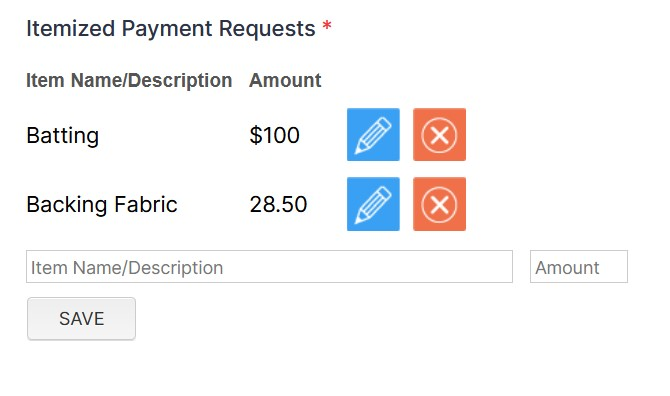 Itemized Payment Requests *
Item Name/Description Amount
Batting $100
Backing Fabric 28.50
Item Name/Description Amount
SAVE